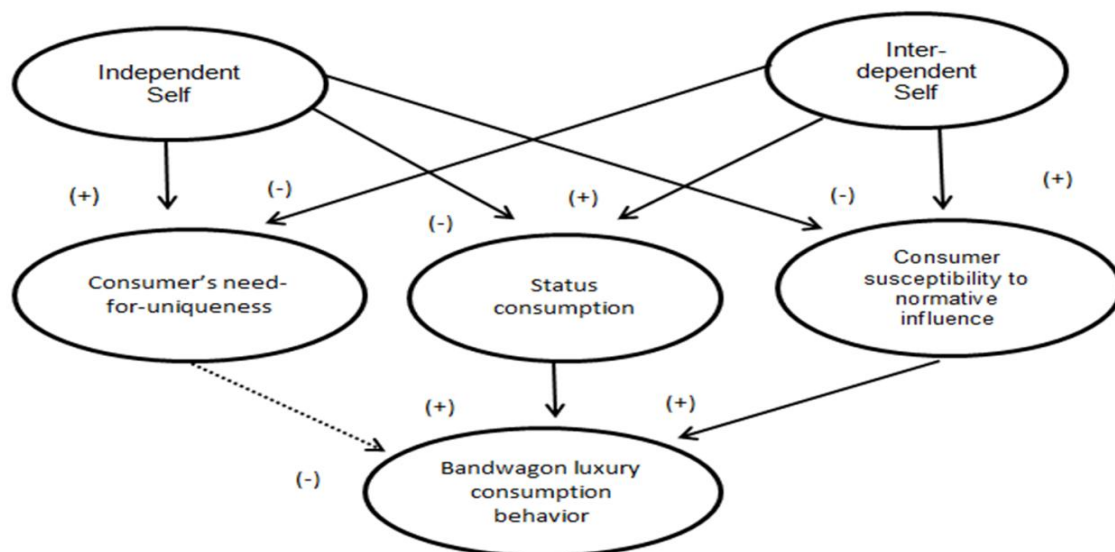 Independent
Self
Inter-
dependent
Self
(+)
(-)
(-)
(+)
(-)
(+)
Consumer’s need-
for-uniqueness
Status
consumption
Consumer
susceptibility to
normative
influence
(-)
(+)
(+)
Bandwagon luxury
consumption
behavior